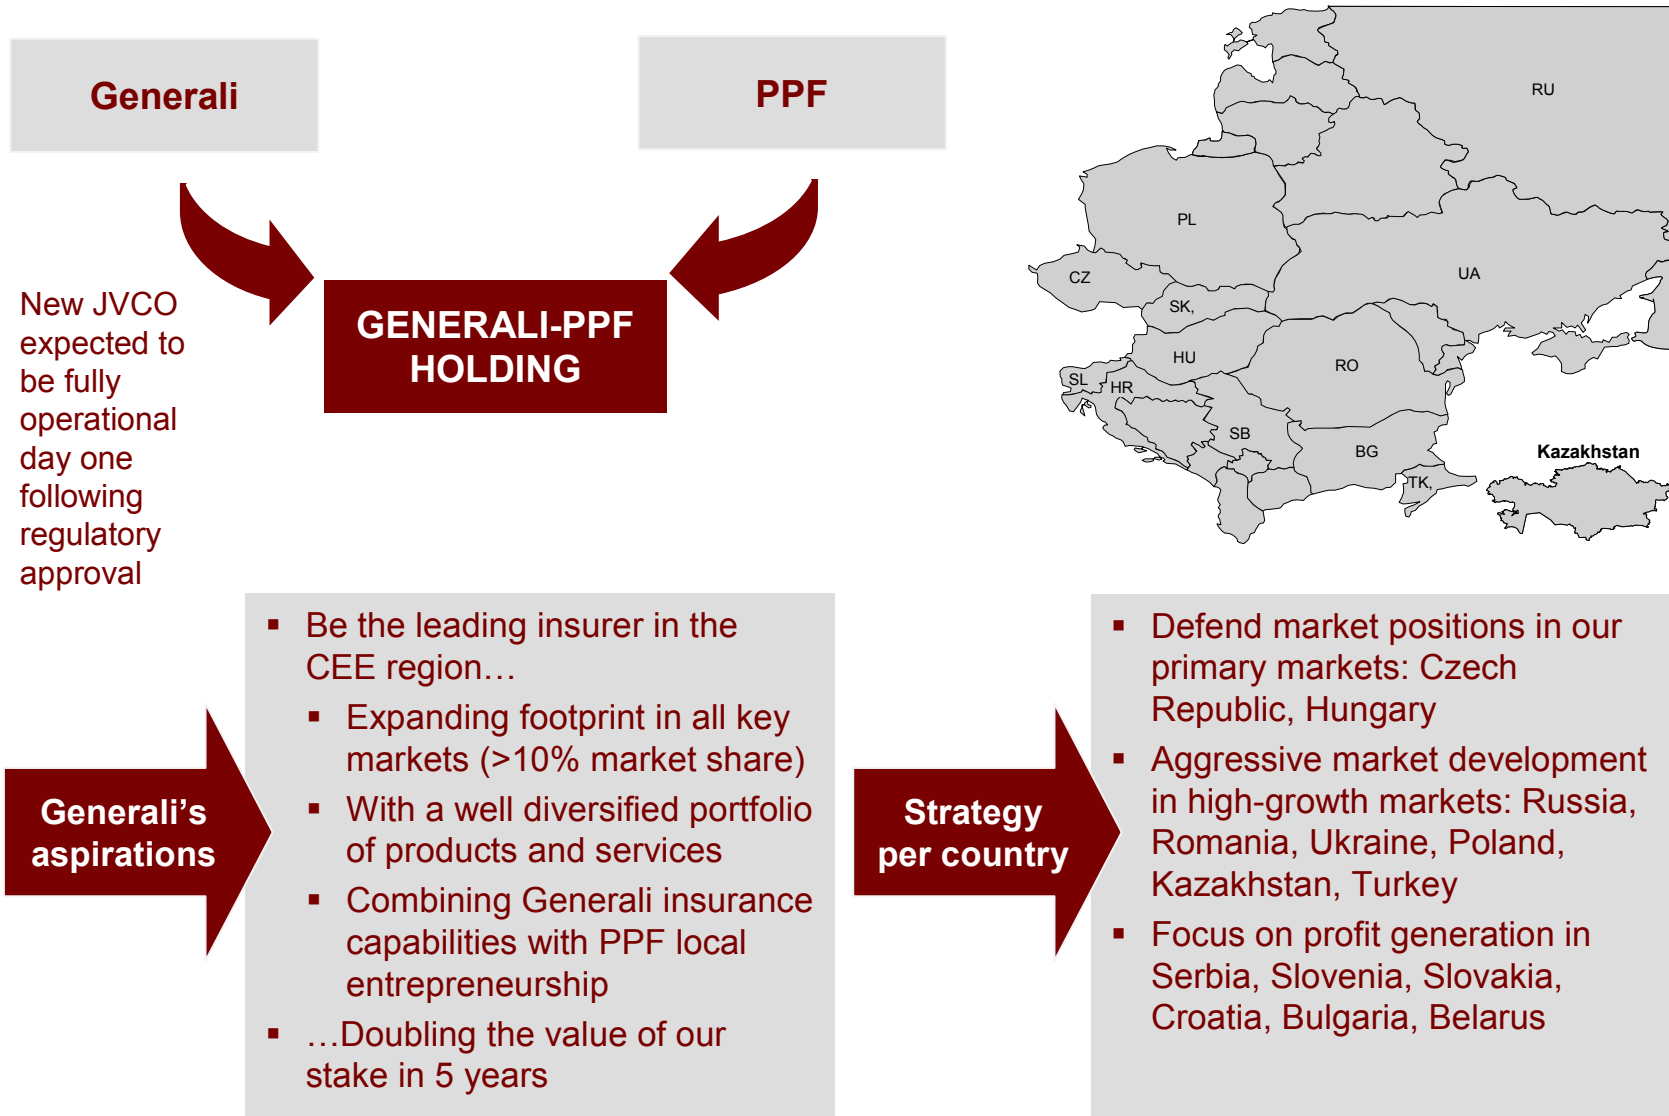 Generali
PPF
GENERALI-PPF
HOLDING
New JVCO
expected to
be fully
operational
day one
following
regulatory
approval
RU
PL
CZ
UA
SK,
HU
RO
SL
HR
SB
BG
TK,
Kazakhstan
Generali’s
aspirations
▪ Be the leading insurer in the
CEE region…
▪ Expanding footprint in all key
markets (>10% market share)
▪ With a well diversified portfolio
of products and services
▪ Combining Generali insurance
capabilities with PPF local
entrepreneurship
▪ …Doubling the value of our
stake in 5 years
Strategy
per country
▪ Defend market positions in our
primary markets: Czech
Republic, Hungary
▪ Aggressive market development
in high-growth markets: Russia,
Romania, Ukraine, Poland,
Kazakhstan, Turkey
▪ Focus on profit generation in
Serbia, Slovenia, Slovakia,
Croatia, Bulgaria, Belarus